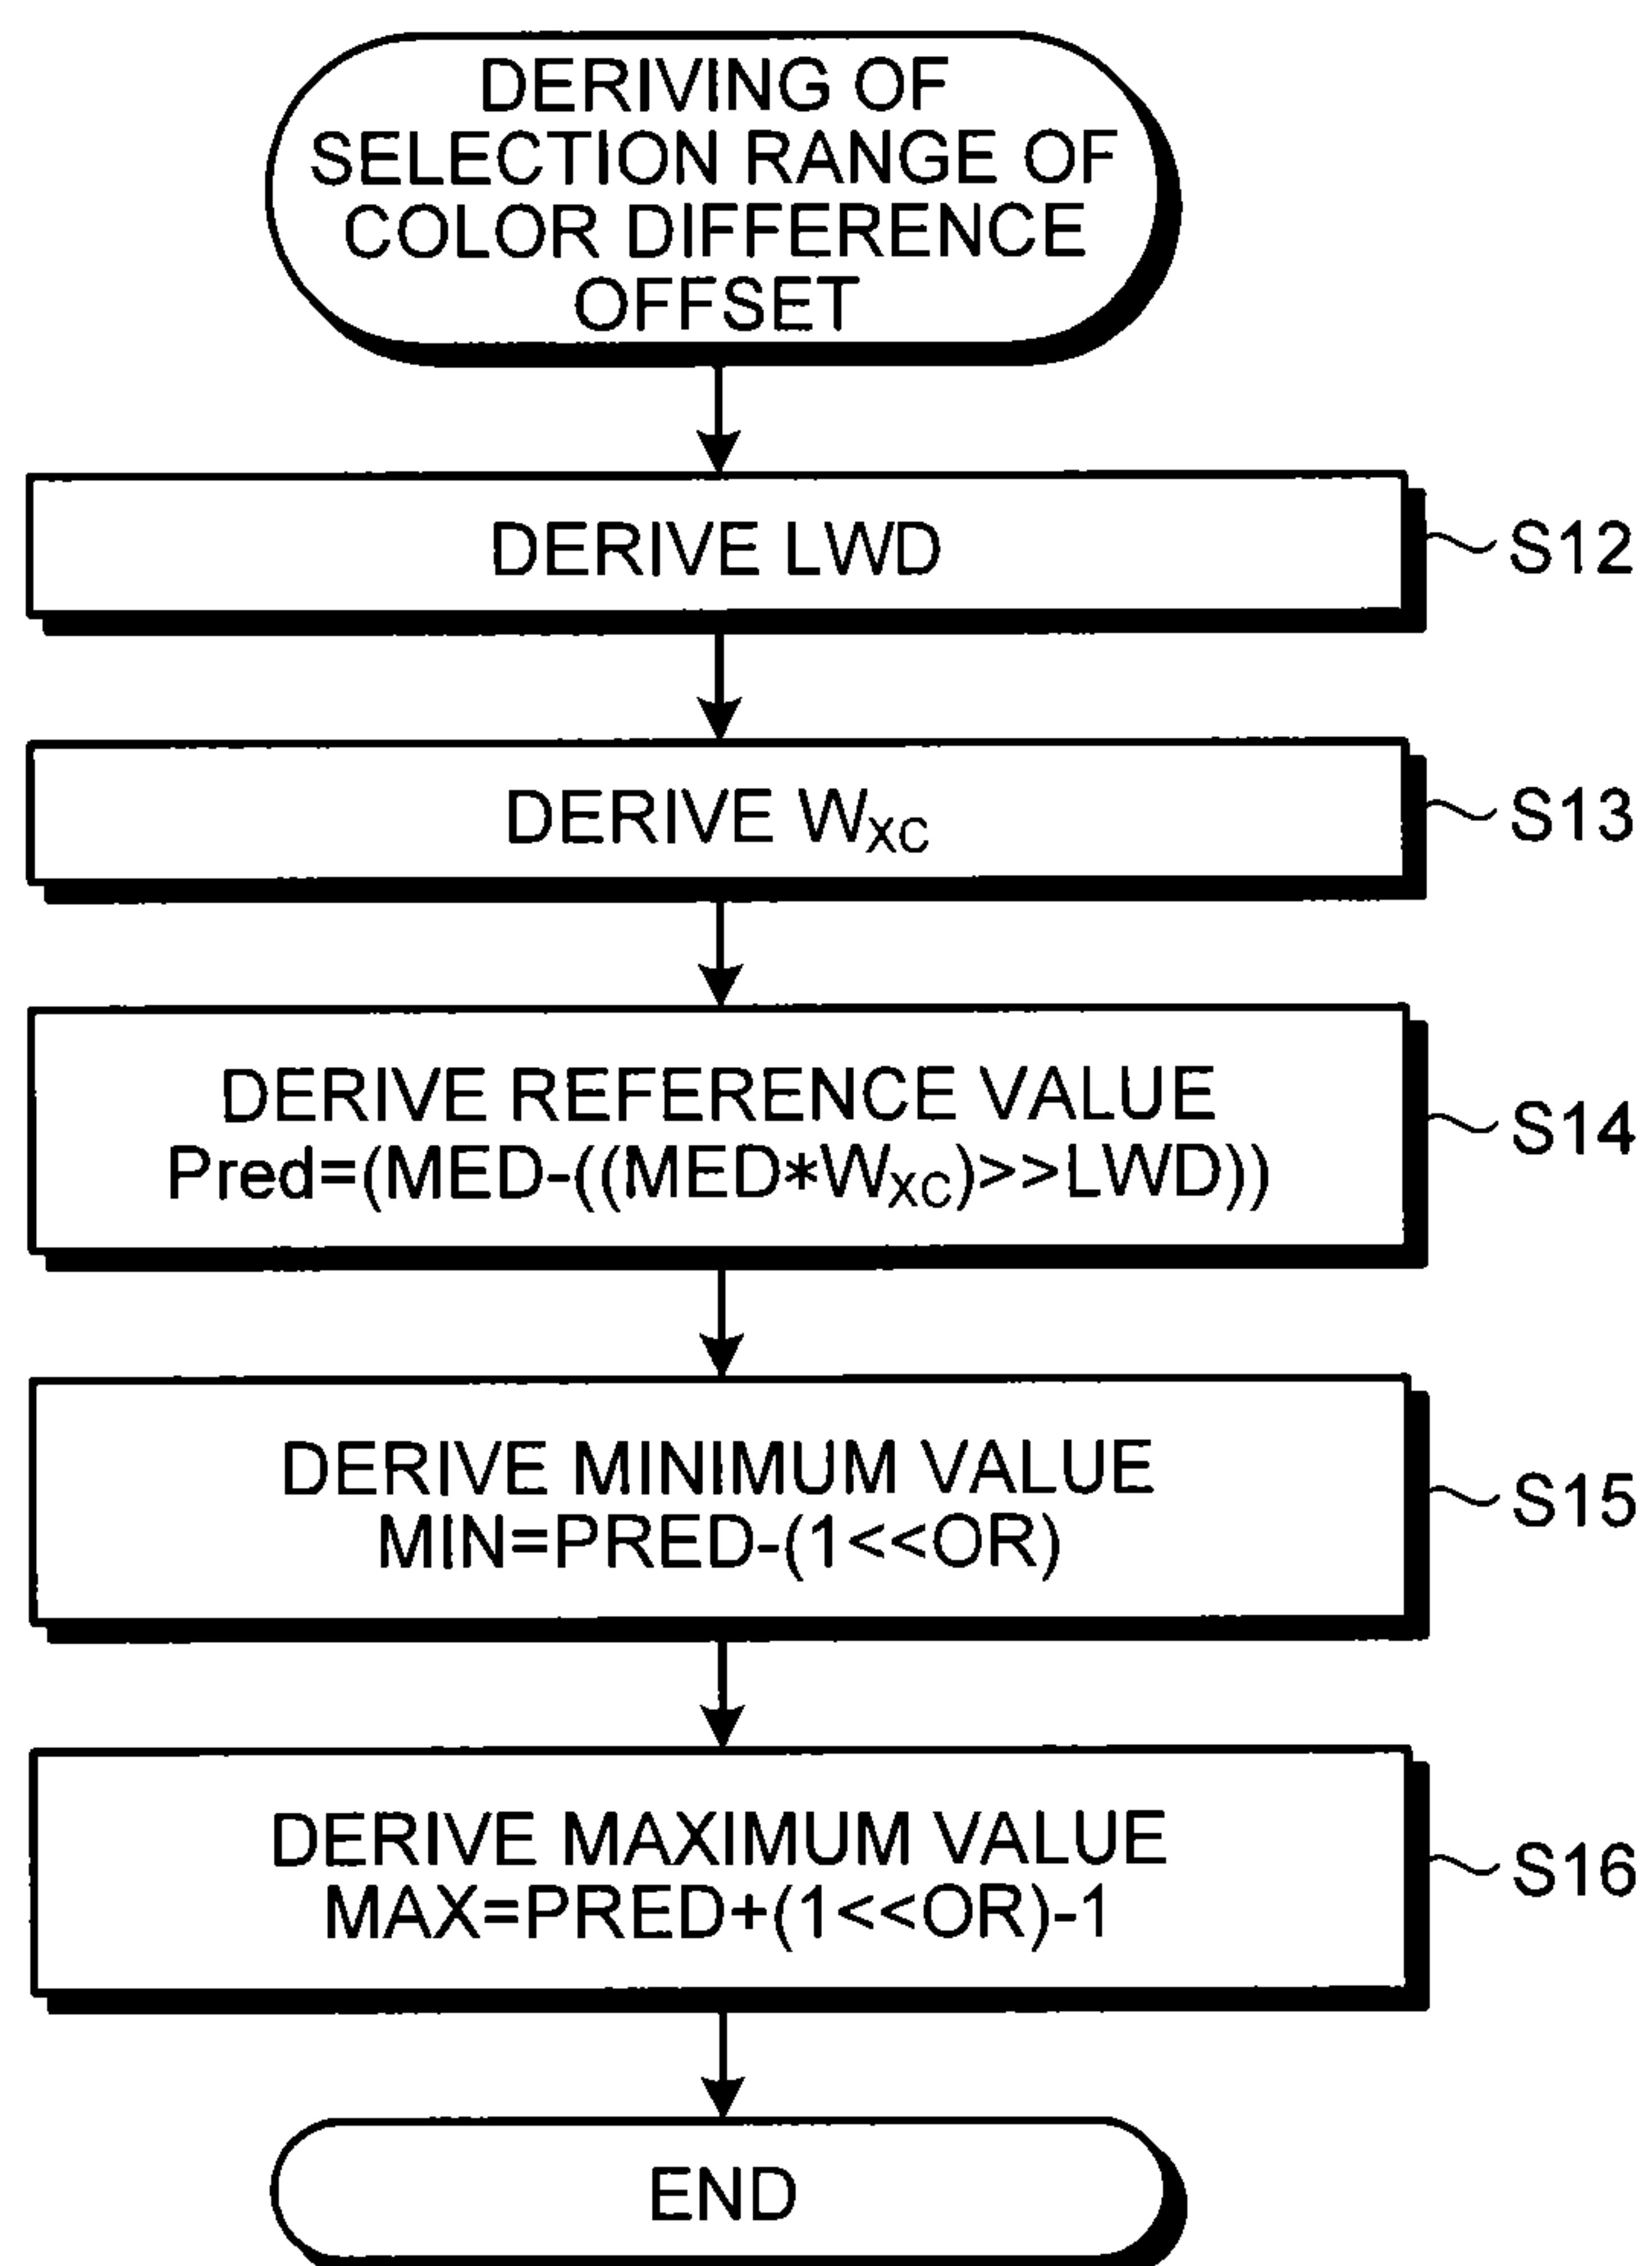 DERIVING OF
SELECTION RANGE OF
COLOR DIFFERENCE
OFFSET
DERIVE LWD
S12
DERIVE WXC
S13
DERIVE REFERENCE VALUE
Pred=(MED-((MED*WXC)>>LWD))
S14
DERIVE MINIMUM VALUE
MIN=PRED-(1<<OR)
S15
DERIVE MAXIMUM VALUE
MAX=PRED+(1<<OR)-1
S16
END